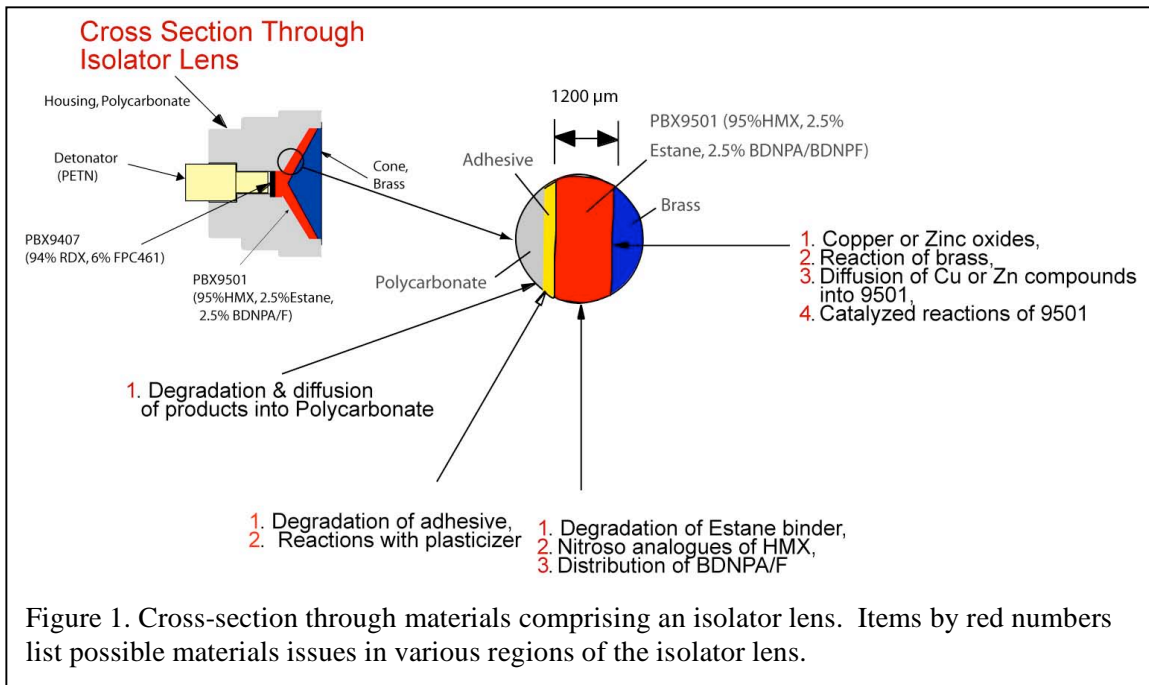 Cross Section Through
Isolator Lens
Housing, Polycarbonate
Detonator
(PETN)
Cone,
Brass
PBX9407
(94% RDX, 6% FPC461)
PBX9501
(95%HMX, 2.5%Estane,
2.5% BDNPA/F)
1200 µm
PBX9501 (95%HMX, 2.5%
Estane, 2.5% BDNPA/BDNPF)
Adhesive
Brass
Polycarbonate
1. Copper or Zinc oxides,
2. Reaction of brass,
3. Diffusion of Cu or Zn compounds
into 9501,
4. Catalyzed reactions of 9501
1. Degradation & diffusion
of products into Polycarbonate
1. Degradation of adhesive,
2. Reactions with plasticizer
1. Degradation of Estane binder,
2. Nitroso analogues of HMX,
3. Distribution of BDNPA/F
Figure 1. Cross-section through materials comprising an isolator lens.  Items by red numbers
list possible materials issues in various regions of the isolator lens.